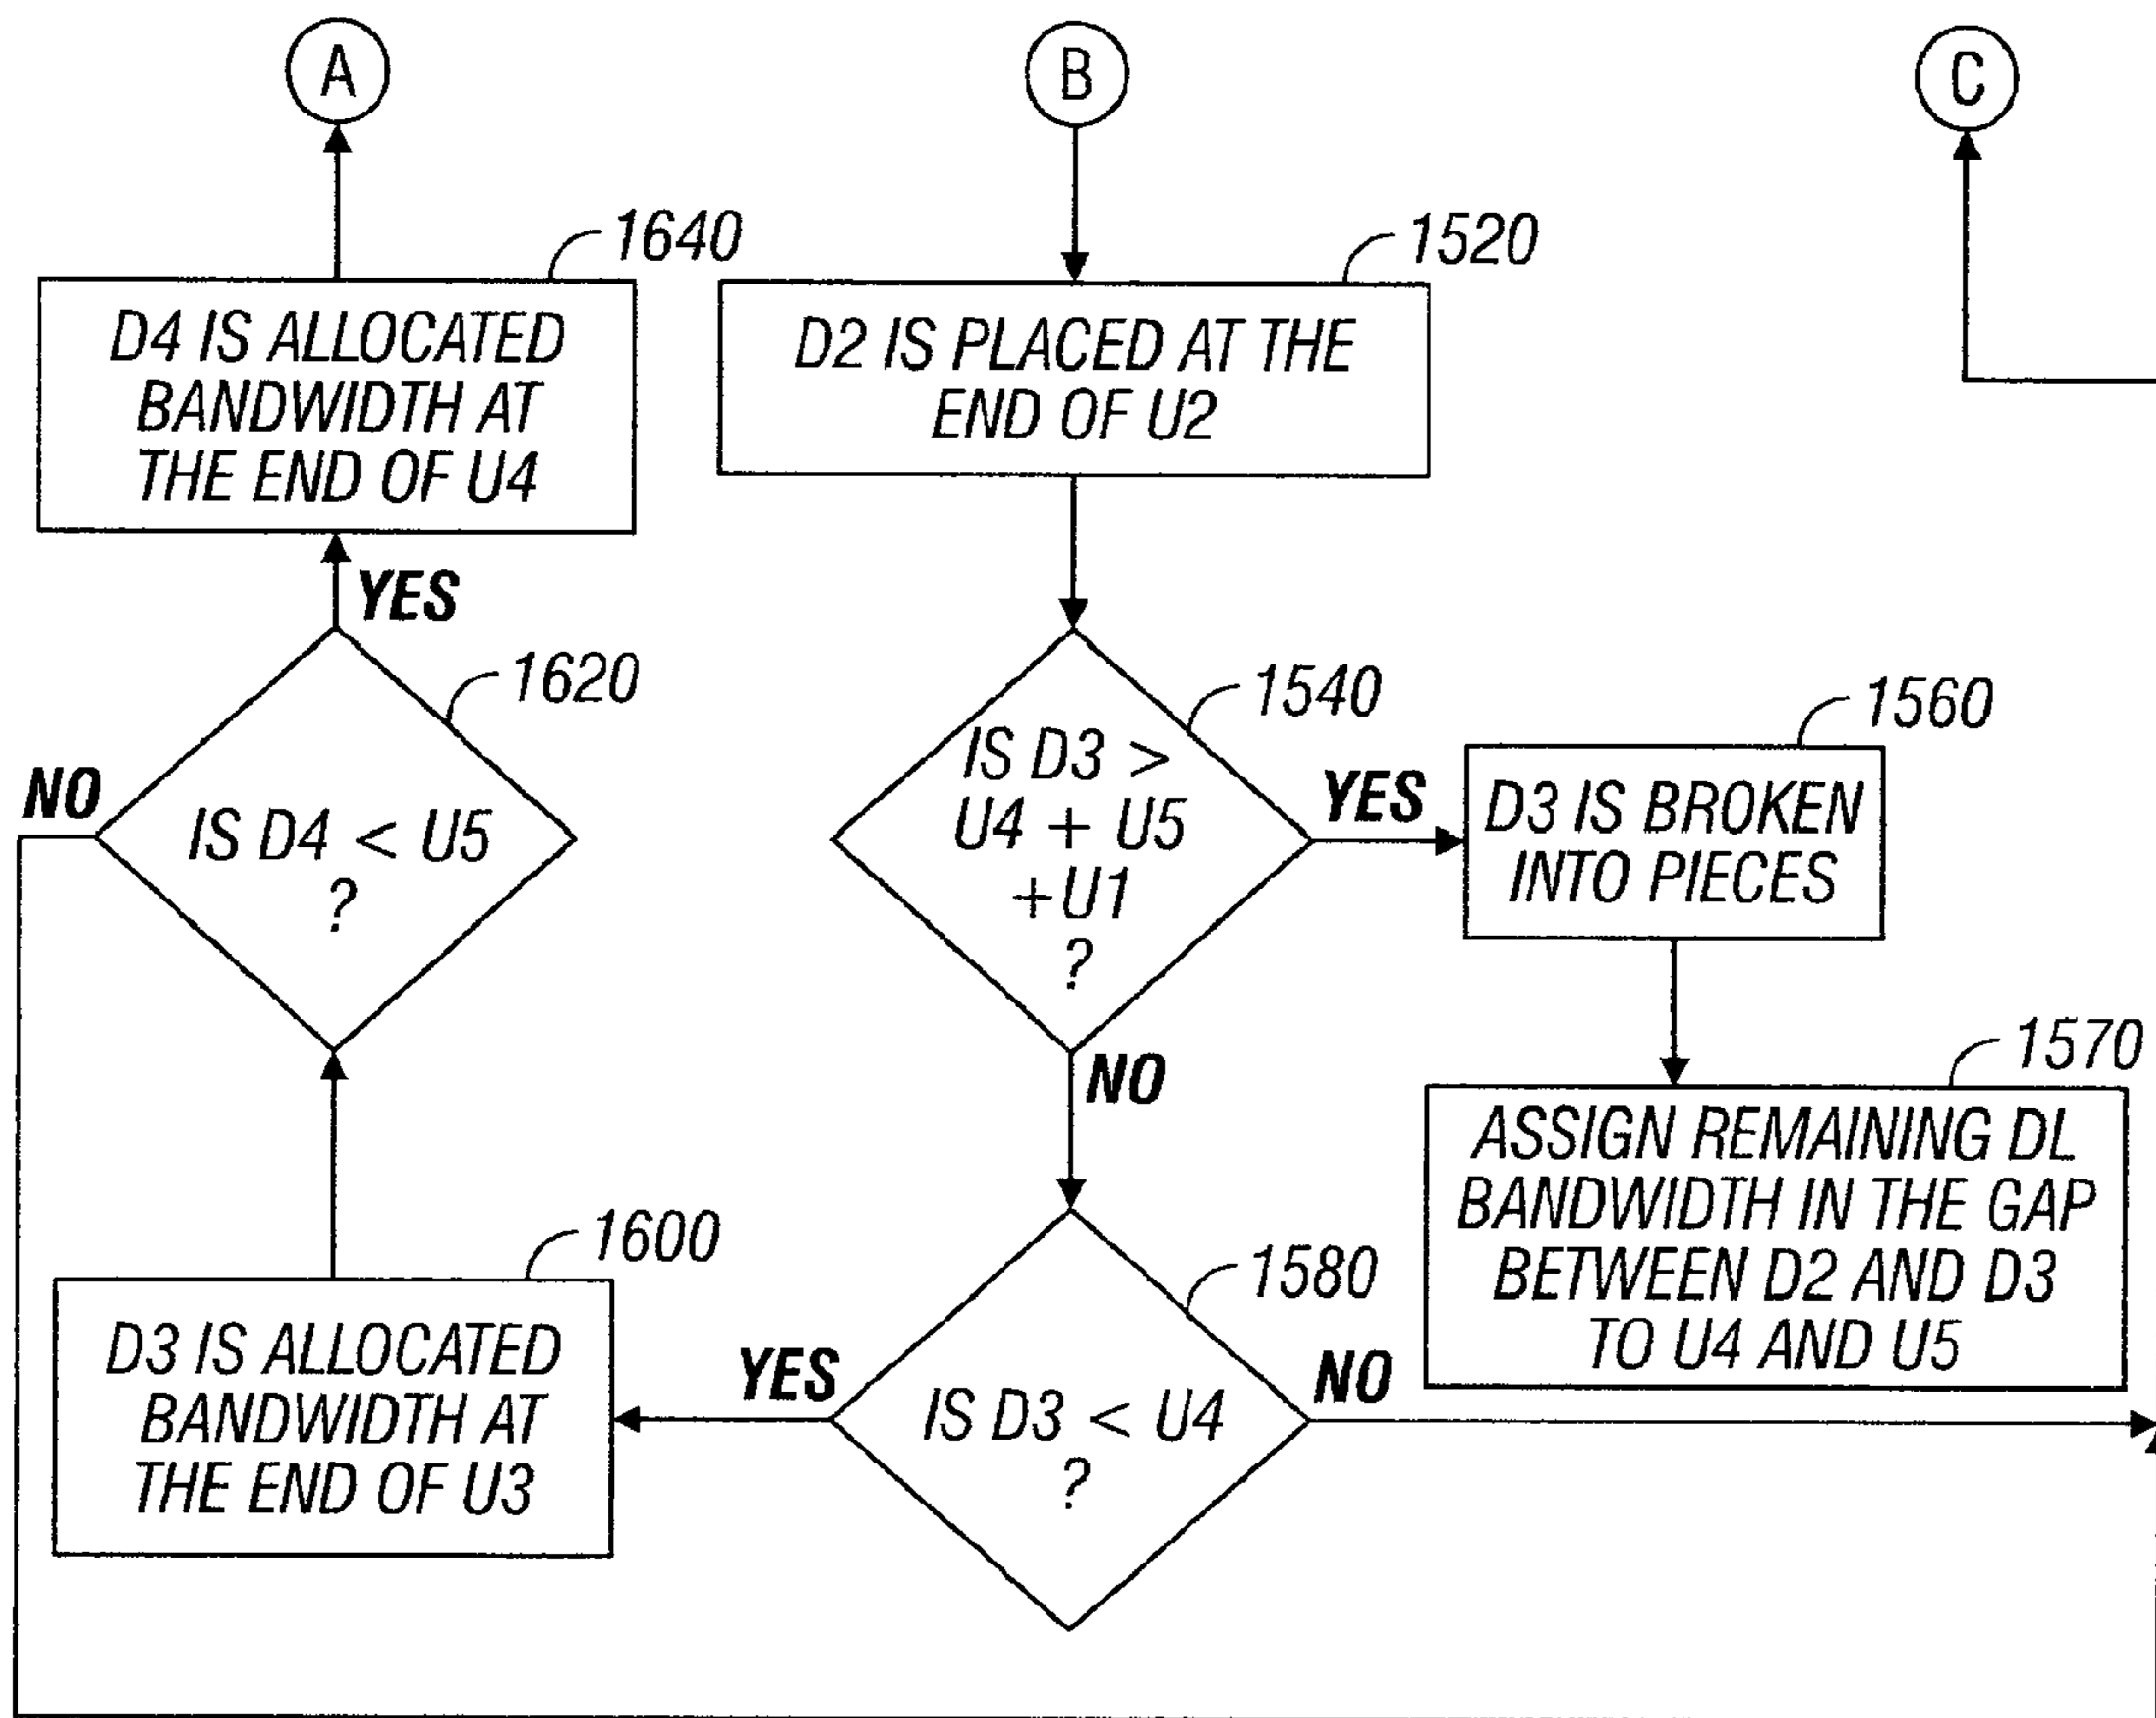 A
B
C
1640
D4 IS ALLOCATED
BANDWIDTH AT
THE END OF U4
1520
D2 IS PLACED AT THE
END OF U2
YES
1620
IS D4 < U5
?
NO
1540
IS D3 >
U4 + U5
+U1
?
YES
1560
D3 IS BROKEN
INTO PIECES
NO
1570
ASSIGN REMAINING DL
BANDWIDTH IN THE GAP
BETWEEN D2 AND D3
TO U4 AND U5
1600
D3 IS ALLOCATED
BANDWIDTH AT
THE END OF U3
YES
1580
IS D3 < U4
?
NO